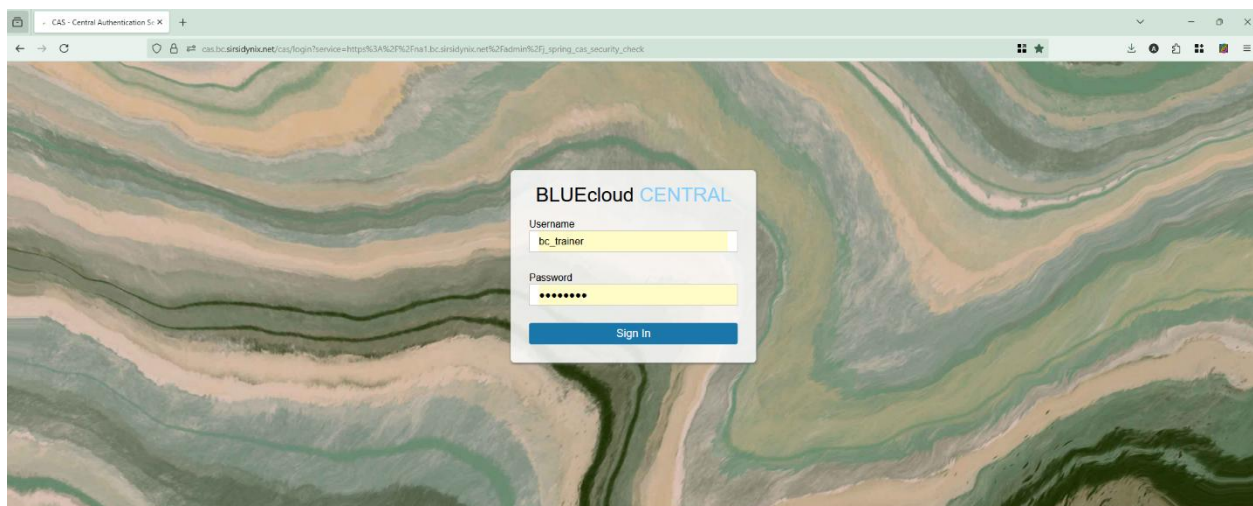 CAS - Central Authentication Se
cas.bc.sirsidynix.net/cas/login?service=https%3A%2F%2Fna1.bc.sirsidynix.net%2Fadmin%2Fj_spring_cas_security_check
BLUEcloud CENTRAL
Username
bc_trainer
Password
Sign In